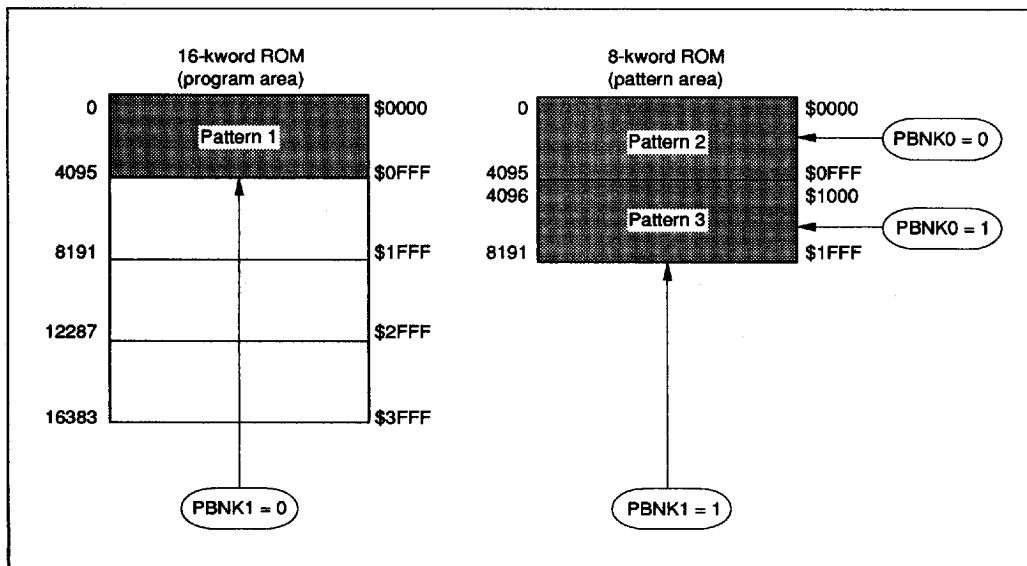 16-kword ROM
(program area)
0
$0000
Pattern 1
4095
$0FFF
8191
$1FFF
12287
$2FFF
16383
$3FFF
PBNK1 = 0
8-kword ROM
(pattern area)
0
$0000
Pattern 2
PBNK0 = 0
4095
$0FFF
4096
$1000
Pattern 3
PBNK0 = 1
8191
$1FFF
PBNK1 = 1